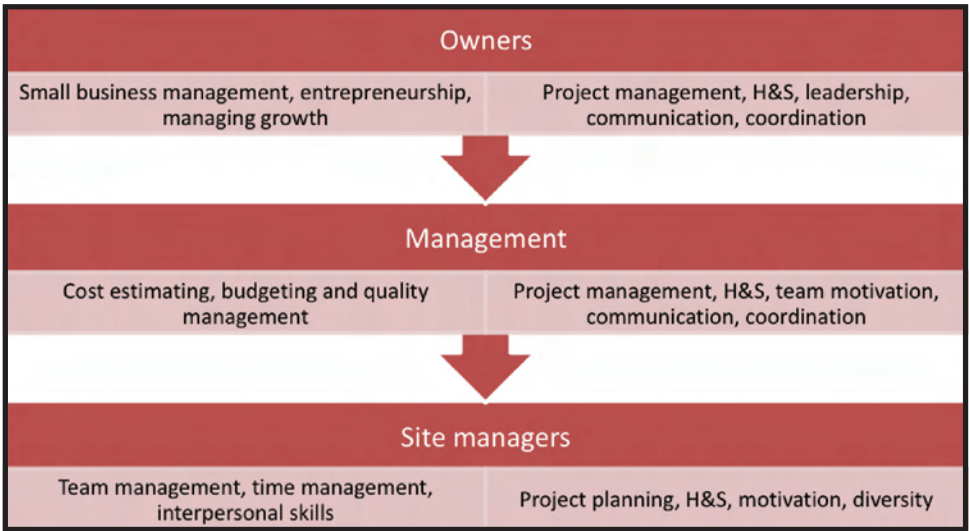 Owners
Small business management, entrepreneurship,
managing growth
Project management, H&S, leadership,
communication, coordination
Management
Cost estimating, budgeting and quality
management
Project management, H&S, team motivation,
communication, coordination
Site managers
Team management, time management,
interpersonal skills
Project planning, H&S, motivation, diversity